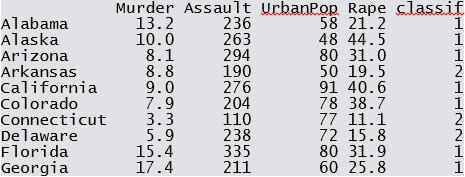 Murder Assault UrbanPop Rape classif
Alabama 13.2 236 58 21.2 1
Alaska 10.0 263 48 44.5 1
Arizona 8.1 294 80 31.0 1
Arkansas 8.8 190 50 19.5 2
California 9.0 276 91 40.6 1
Colorado 7.9 204 78 38.7 1
Connecticut 3.3 110 77 11.1 2
Delaware 5.9 238 72 15.8 2
Florida 15.4 335 80 31.9 1
Georgia 17.4 211 60 25.8 1